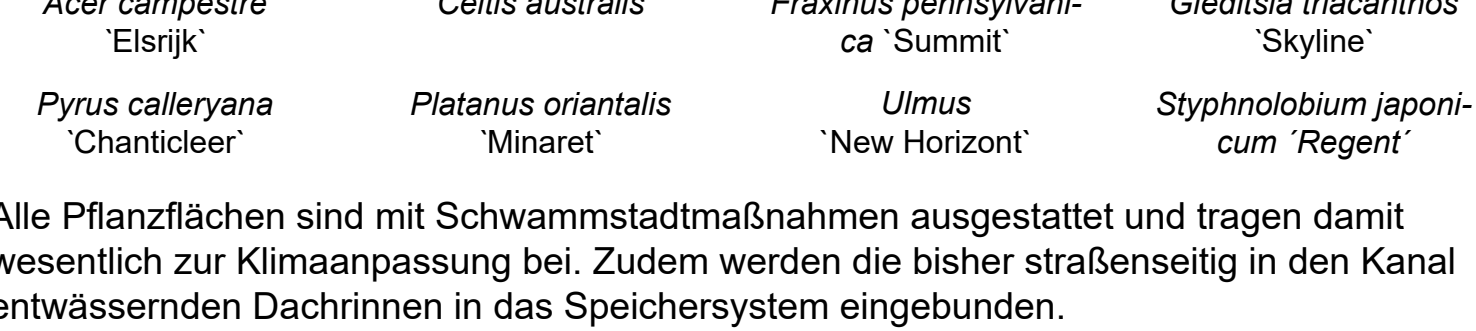 Acer campestre Celtis australis Fraxinus pennsylvani- Gleditsia triacanthos
`Elsrijk` ca `Summit` `Skyline`
Pyrus calleryana Platanus oriantalis Ulmus Styphnolobium japoni-
`Chanticleer` `Minaret` `New Horizont` cum ´Regent´
Alle Pflanzflächen sind mit Schwammstadtmaßnahmen ausgestattet und tragen damit
wesentlich zur Klimaanpassung bei. Zudem werden die bisher straßenseitig in den Kanal
entwässernden Dachrinnen in das Speichersystem eingebunden.